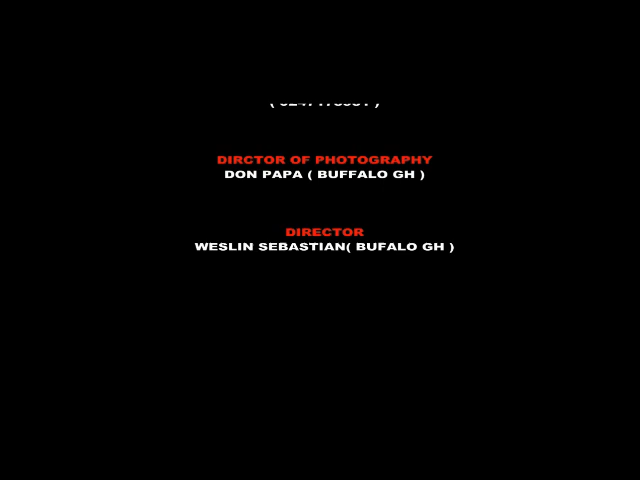 DIRCTOR OF PHOTOGRAPHY
DON PAPA ( BUFFALO GH )
DIRECTOR
WESLIN SEBASTIAN( BUFALO GH )